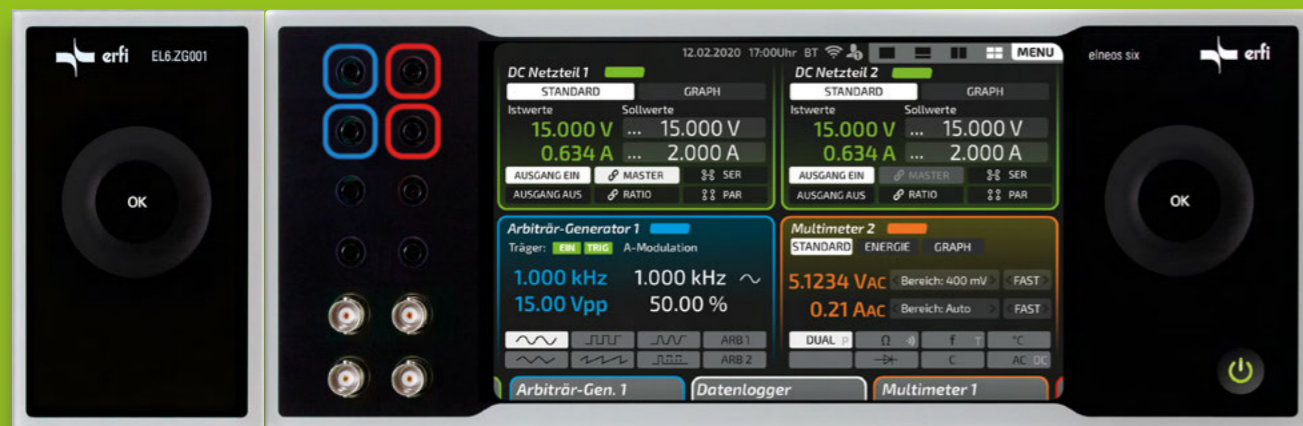 erfi EL6.ZG001
OK
12.02.2020 17:00Uhr BT MENU
DC Netzteil 1
STANDARD GRAPH
Istwerte Sollwerte
15.000 V ... 15.000 V
0.634 A ... 2.000 A
AUSGANG EIN MASTER SER
AUSGANG AUS RATIO PAR
DC Netzteil 2
STANDARD GRAPH
Istwerte Sollwerte
15.000 V ... 15.000 V
0.634 A ... 2.000 A
AUSGANG EIN MASTER SER
AUSGANG AUS RATIO PAR
Arbiträr-Generator 1
Träger: EIN TRIG A-Modulation
1.000 kHz 1.000 kHz
15.00 Vpp 50.00 %
ARB 1
ARB 2
Multimeter 2
STANDARD ENERGIE GRAPH
5.1234 VAC Bereich: 400 mV FAST
0.21 AAC Bereich: Auto FAST
DUAL P Ω f T °C
C AC DC
Arbiträr-Gen. 1 Datenlogger Multimeter 1
elneos six erfi
OK